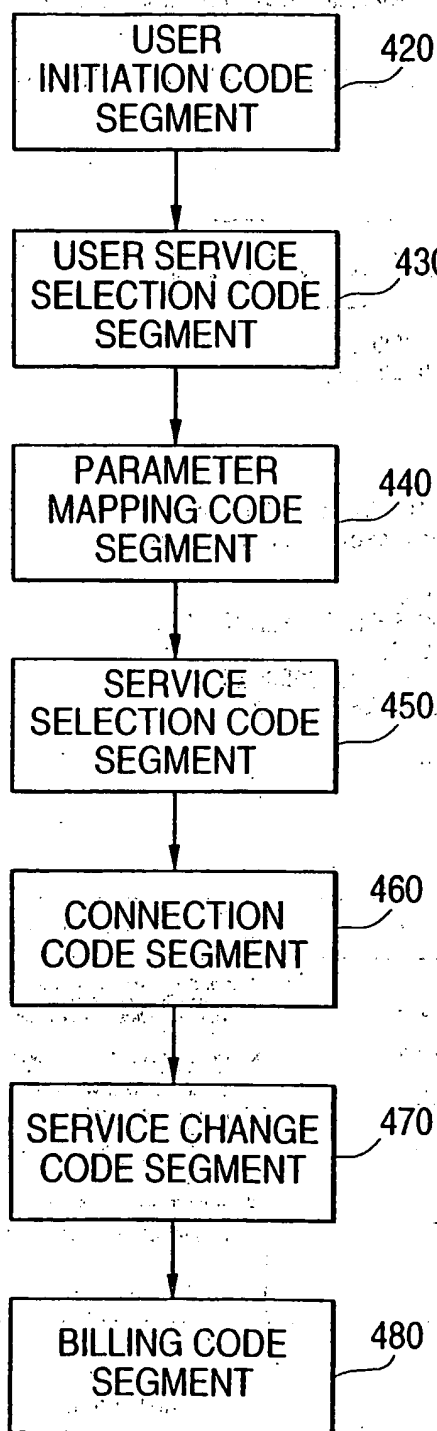 USER
INITIATION CODE
SEGMENT
420
USER SERVICE
SELECTION CODE
SEGMENT
430
PARAMETER
MAPPING CODE
SEGMENT
440
SERVICE
SELECTION CODE
SEGMENT
450
CONNECTION
CODE SEGMENT
460
SERVICE CHANGE
CODE SEGMENT
470
BILLING CODE
SEGMENT
480